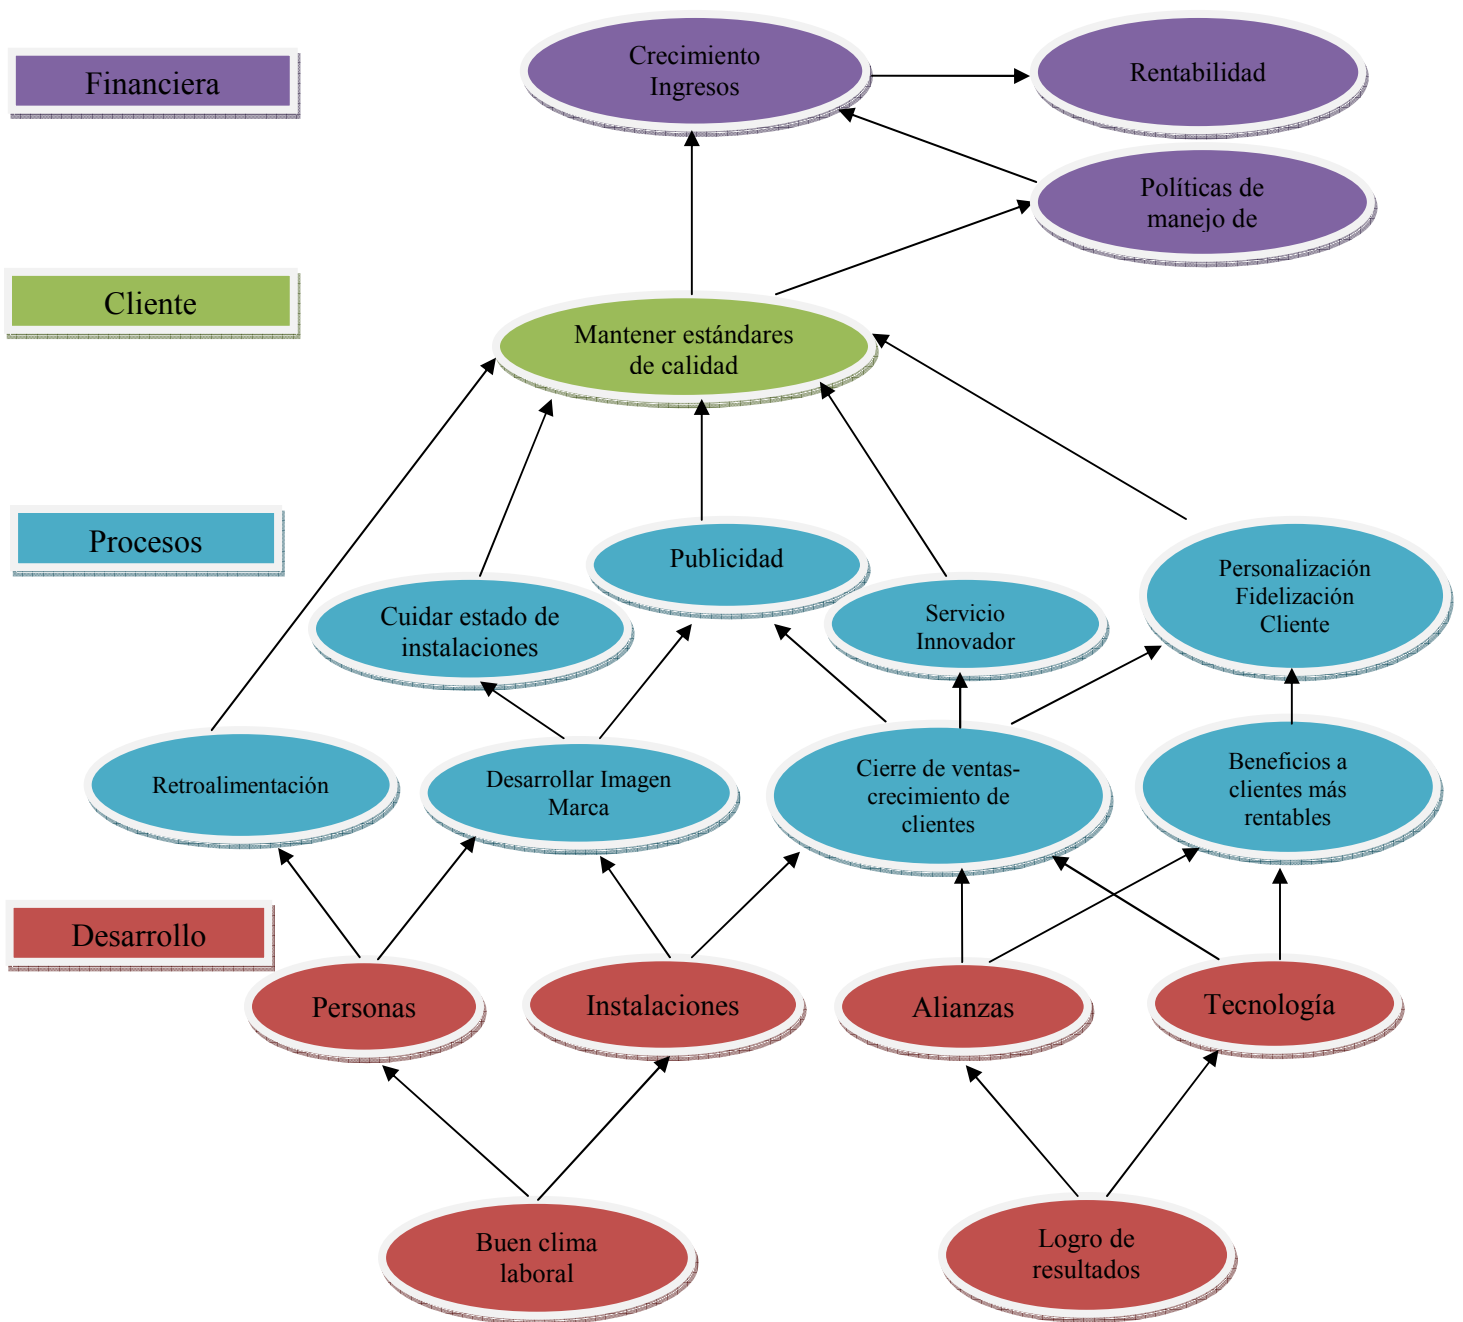 Financiera
Crecimiento
Ingresos
Rentabilidad
Políticas de
manejo de
Cliente
Mantener estándares
de calidad
Procesos
Publicidad
Cuidar estado de
instalaciones
Servicio
Innovador
Personalización
Fidelización
Cliente
Retroalimentación
Desarrollar Imagen
Marca
Cierre de ventas-
crecimiento de
clientes
Beneficios a
clientes más
rentables
Desarrollo
Personas
Instalaciones
Alianzas
Tecnología
Buen clima
laboral
Logro de
resultados